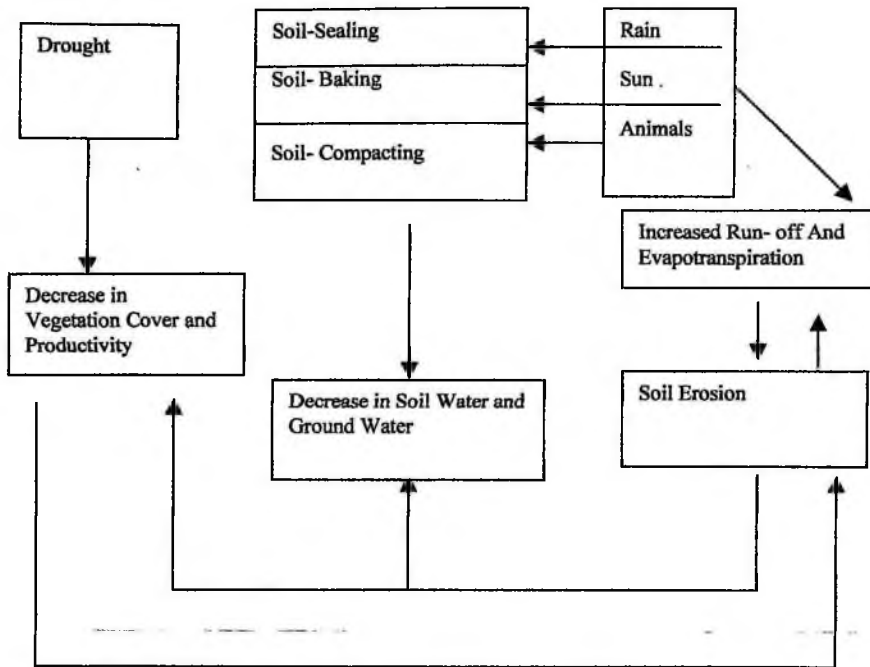 Drought
Soil-Sealing
Soil- Baking
Soil- Compacting
Rain
Sun .
Animals
Increased Run- off And
Evapotranspiration
Decrease in
Vegetation Cover and
Productivity
Decrease in Soil Water and
Ground Water
Soil Erosion